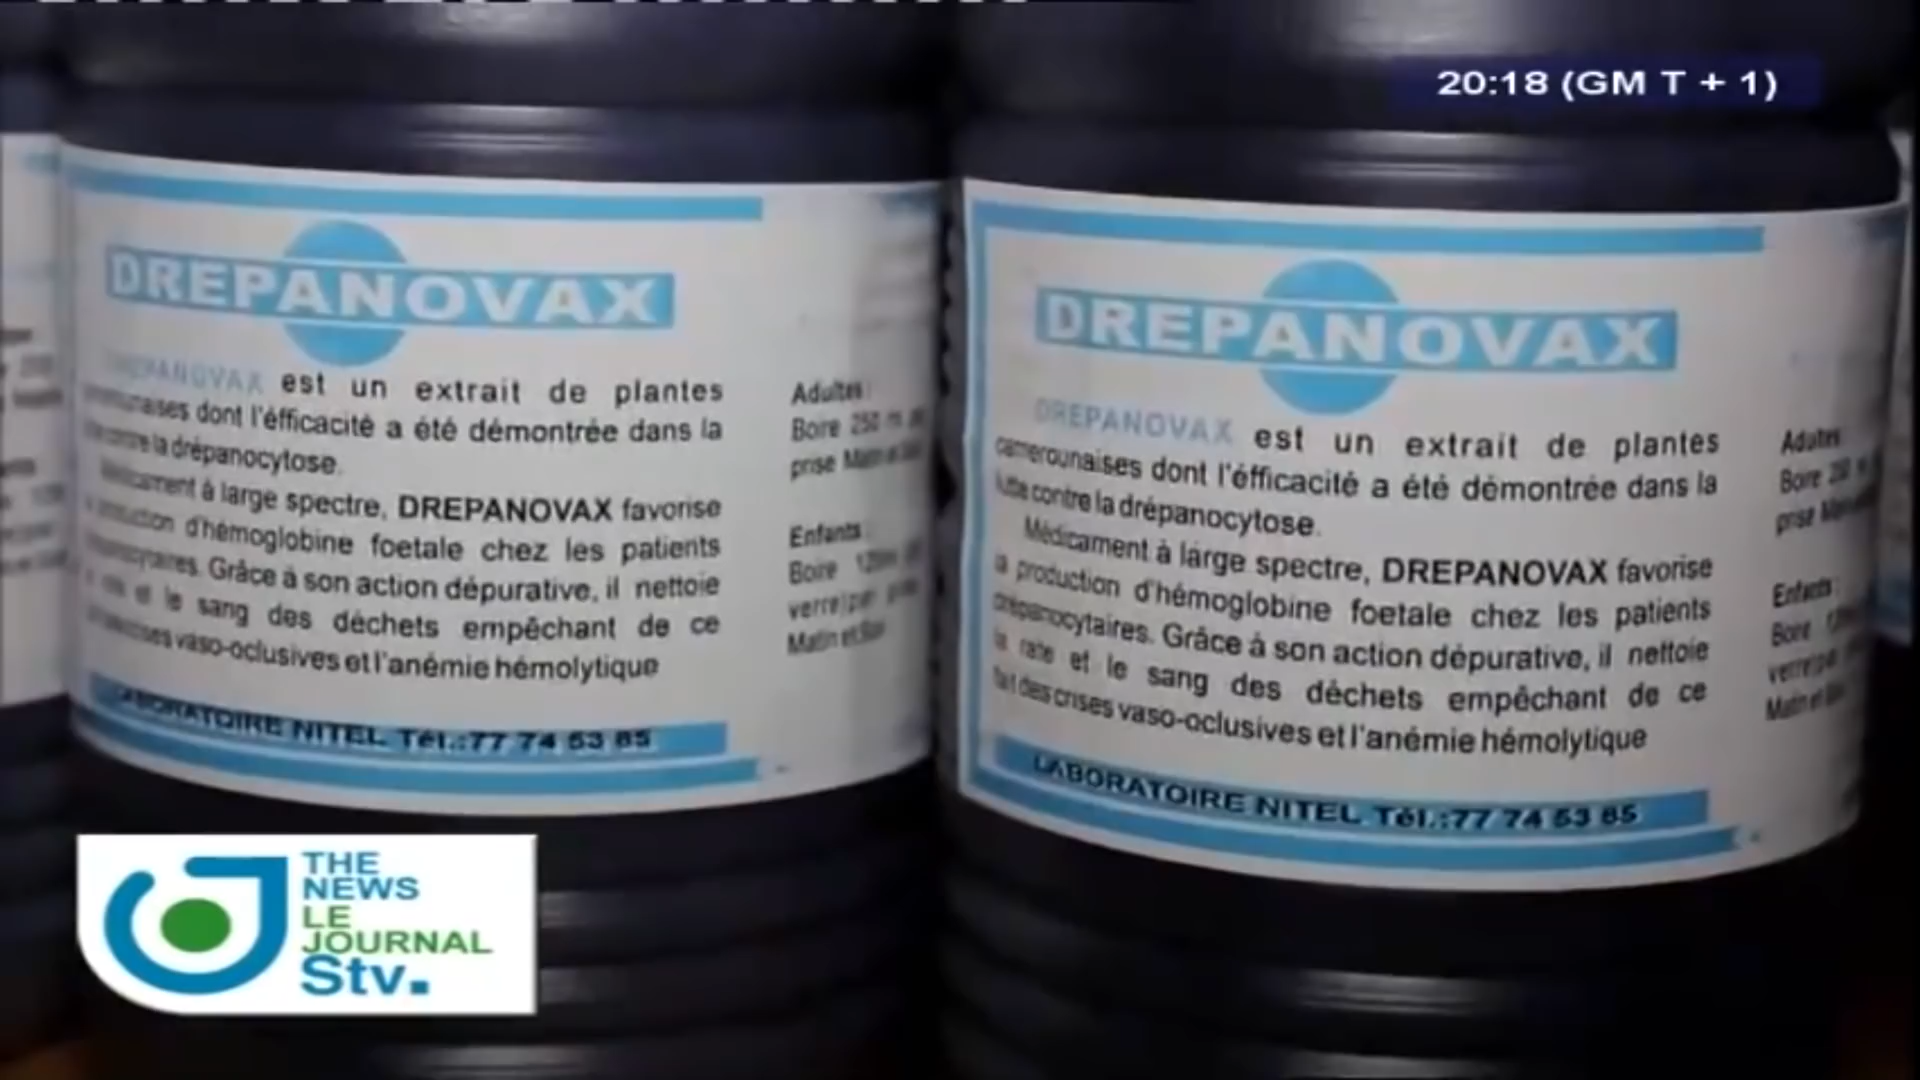 20:18 (GMT + 1)
DREPANOVAX
DREPANOVAX est un extrait de plantes
dont l'éfficacité a été démontrée dans la
contre la drépanocytose.
Médicament à large spectre, DREPANOVAX favorise
production d'hémoglobine foetale chez les patients
Grâce à son action dépurative, il nettoie
le sang des déchets empêchant de ce
vaso-oclusives et l'anémie hémolytique
LABORATOIRE NITEL Tél.:77 74 53 85
Adultes :
Boire 250
prise Matin
Enfants :
Boire
verre
Matin et
DREPANOVAX
DREPANOVAX est un extrait de plantes
camerounaises dont l'éfficacité a été démontrée dans la
lutte contre la drépanocytose.
Médicament à large spectre, DREPANOVAX favorise
la production d'hémoglobine foetale chez les patients
drépanocytaires. Grâce à son action dépurative, il nettoie
la rate et le sang des déchets empêchant de ce
fait des crises vaso-oclusives et l'anémie hémolytique
LABORATOIRE NITEL Tél.:77 74 53 85
Adultes
Boire
prise
Enfants :
Boire
Matin et
THE
NEWS
LE
JOURNAL
Stv.